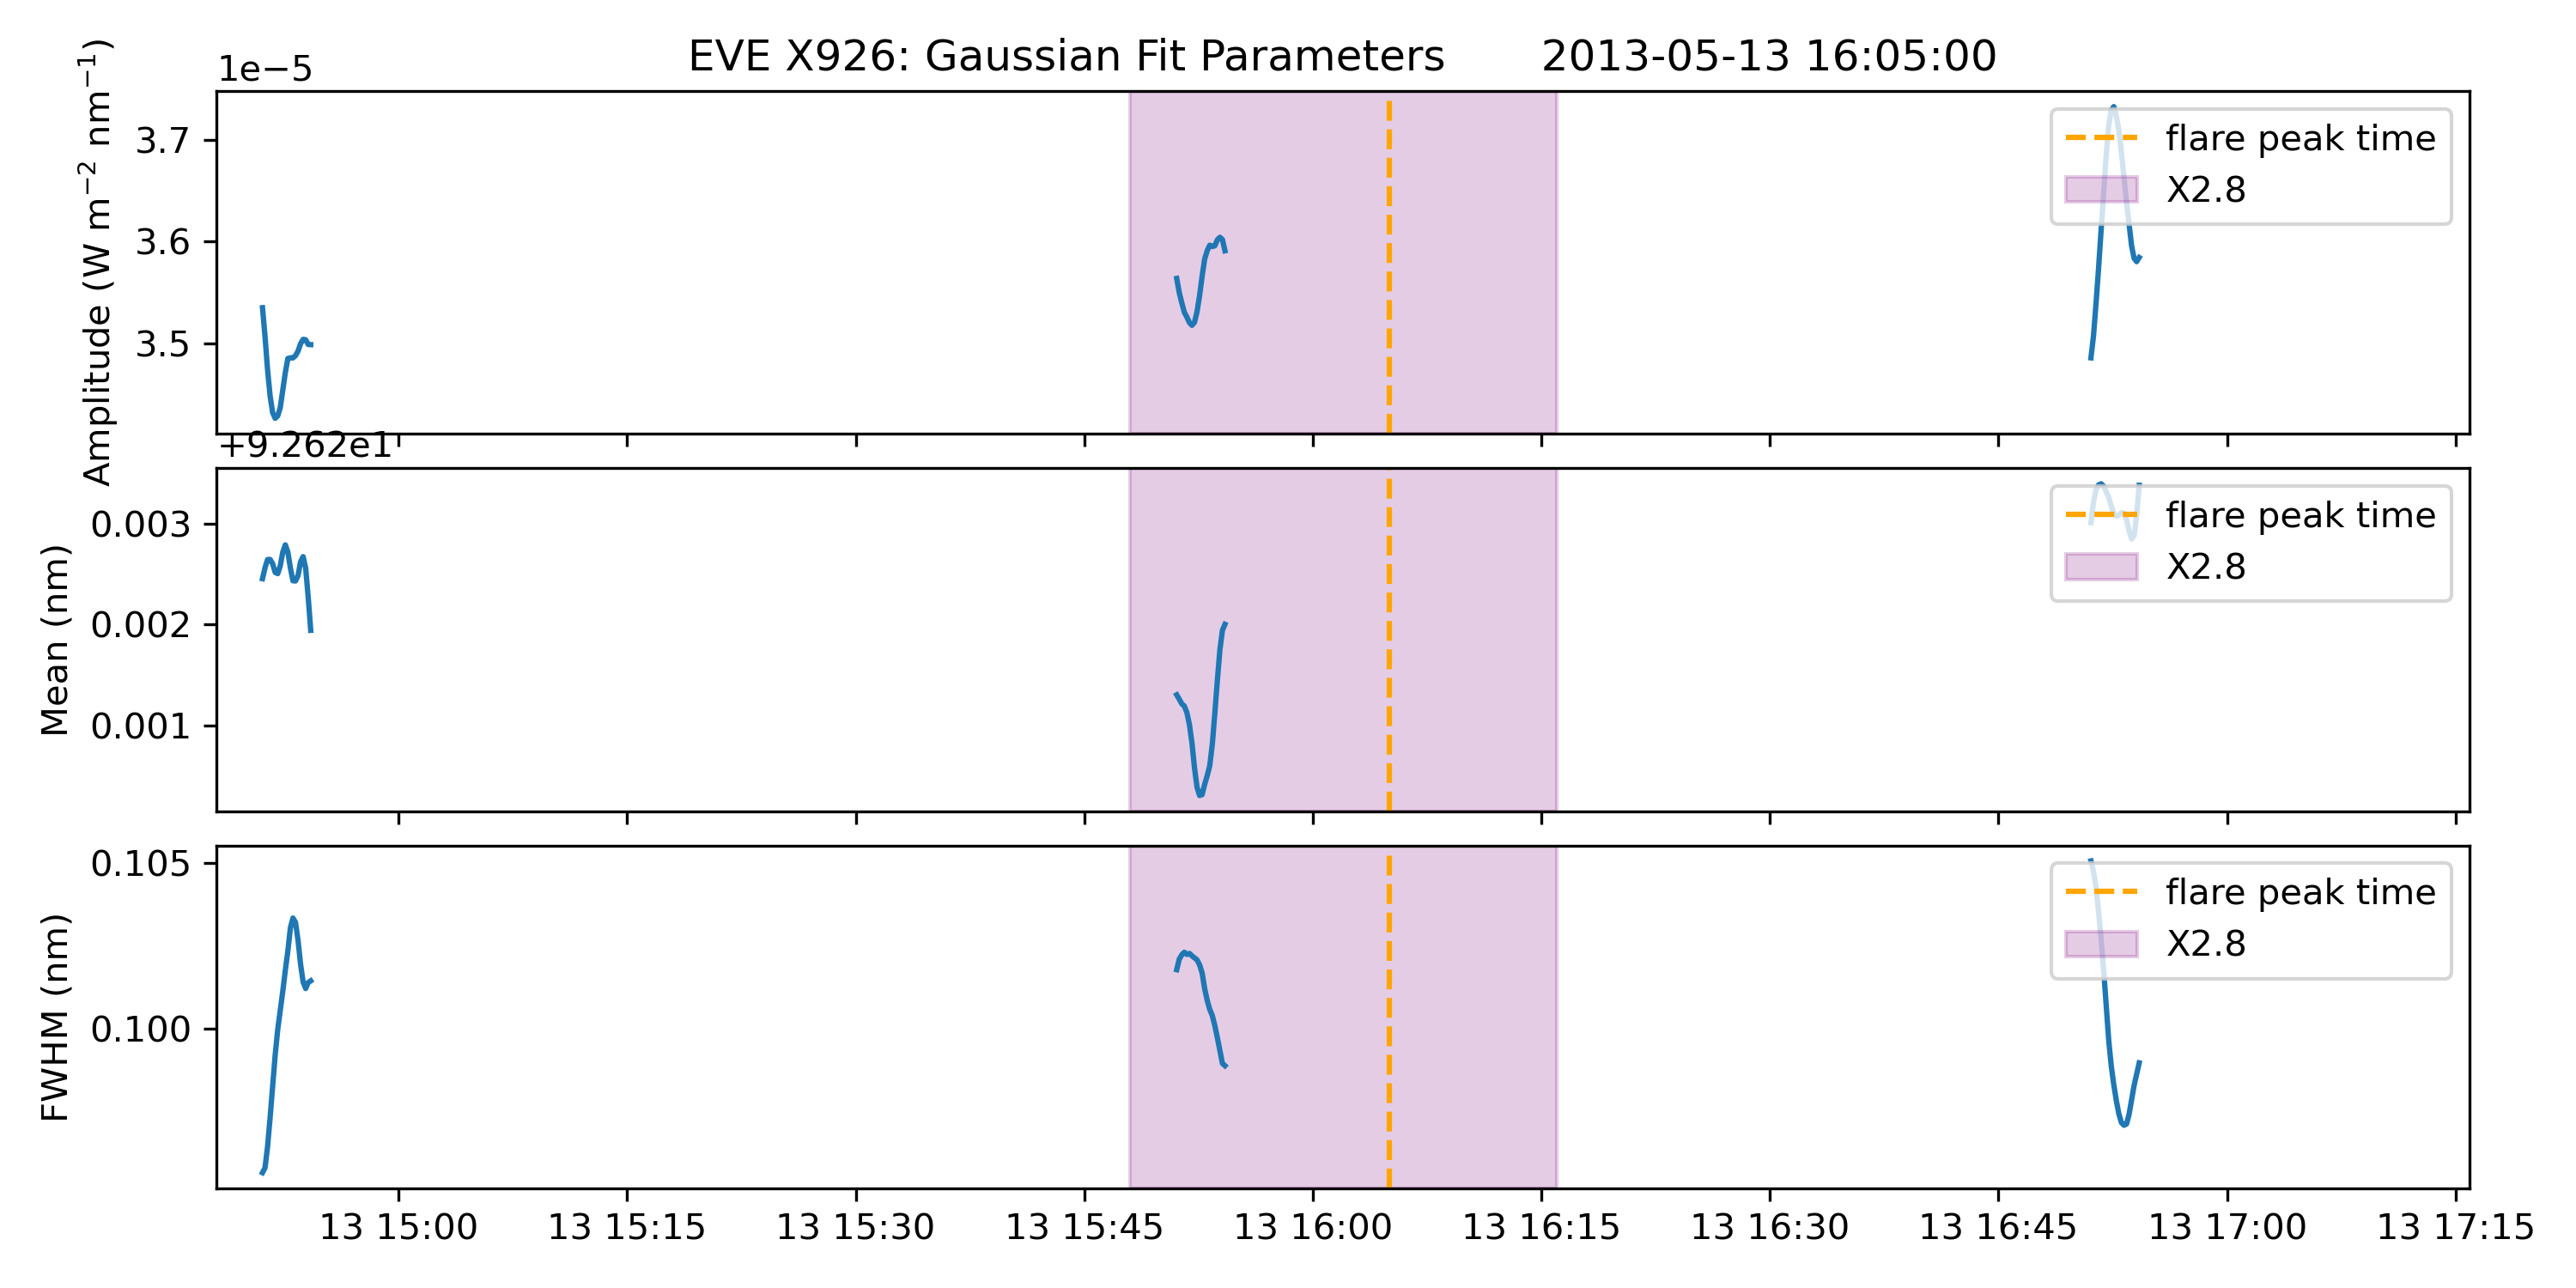 EVE X926: Gaussian Fit Parameters 2013-05-13 16:05:00
1e−5
Amplitude (W m⁻² nm⁻¹)
3.7
3.6
3.5
flare peak time
X2.8
+9.262e1
Mean (nm)
0.003
0.002
0.001
flare peak time
X2.8
FWHM (nm)
0.105
0.100
flare peak time
X2.8
13 15:00 13 15:15 13 15:30 13 15:45 13 16:00 13 16:15 13 16:30 13 16:45 13 17:00 13 17:15